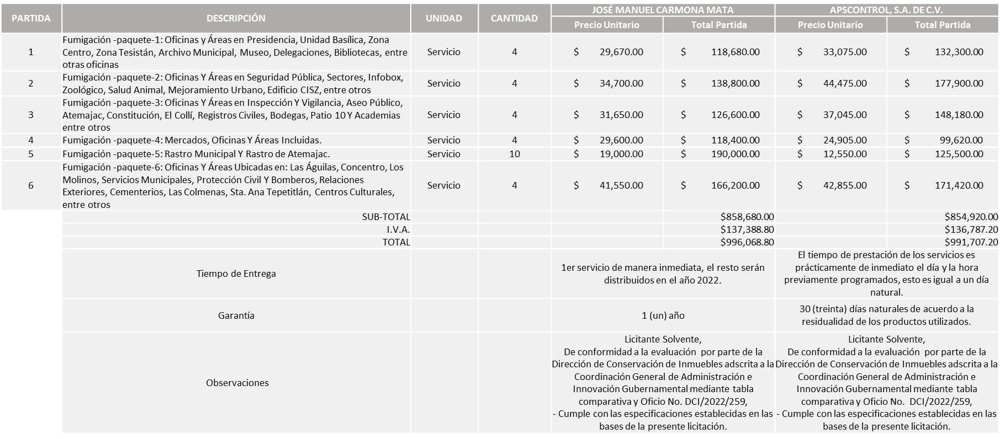 PARTIDA DESCRIPCIÓN UNIDAD CANTIDAD JOSÉ MANUEL CARMONA MATA APSCONTROL, S.A. DE C.V.
Precio Unitario Total Partida Precio Unitario Total Partida
1 Fumigación -paquete-1: Oficinas y Áreas en Presidencia, Unidad Basílica, Zona
Centro, Zona Tesistán, Archivo Municipal, Museo, Delegaciones, Bibliotecas, entre
otras oficinas
Servicio 4 $ 29,670.00 $ 118,680.00 $ 33,075.00 $ 132,300.00
2 Fumigación -paquete-2: Oficinas Y Áreas en Seguridad Pública, Sectores, Infobox,
Zoológico, Salud Animal, Mejoramiento Urbano, Edificio CISZ, entre otros
Servicio 4 $ 34,700.00 $ 138,800.00 $ 44,475.00 $ 177,900.00
3 Fumigación -paquete-3: Oficinas Y Áreas en Inspección Y Vigilancia, Aseo Público,
Atemajac, Constitución, El Collí, Registros Civiles, Bodegas, Patio 10 Y Academias
entre otros
Servicio 4 $ 31,650.00 $ 126,600.00 $ 37,045.00 $ 148,180.00
4 Fumigación -paquete-4: Mercados, Oficinas Y Áreas Incluidas. Servicio 4 $ 29,600.00 $ 118,400.00 $ 24,905.00 $ 99,620.00
5 Fumigación -paquete-5: Rastro Municipal Y Rastro de Atemajac. Servicio 10 $ 19,000.00 $ 190,000.00 $ 12,550.00 $ 125,500.00
6 Fumigación -paquete-6: Oficinas Y Áreas Ubicadas en: Las Águilas, Concentro, Los
Molinos, Servicios Municipales, Protección Civil Y Bomberos, Relaciones
Exteriores, Cementerios, Las Colmenas, Sta. Ana Tepetitlán, Centros Culturales,
entre otros
Servicio 4 $ 41,550.00 $ 166,200.00 $ 42,855.00 $ 171,420.00
SUB-TOTAL $858,680.00 $854,920.00
I.V.A. $137,388.80 $136,787.20
TOTAL $996,068.80 $991,707.20
Tiempo de Entrega
1er servicio de manera inmediata, el resto serán
distribuidos en el año 2022.
El tiempo de prestación de los servicios es
prácticamente de inmediato el día y la hora
previamente programados, esto es igual a un día
natural.
Garantía
1 (un) año
30 (treinta) días naturales de acuerdo a la
residualidad de los productos utilizados.
Observaciones
Licitante Solvente,
De conformidad a la evaluación por parte de la
Dirección de Conservación de Inmuebles adscrita a la
Coordinación General de Administración e
Innovación Gubernamental mediante tabla
comparativa y Oficio No. DCI/2022/259,
- Cumple con las especificaciones establecidas en las
bases de la presente licitación.
Licitante Solvente,
De conformidad a la evaluación por parte de la
Dirección de Conservación de Inmuebles adscrita a la
Coordinación General de Administración e
Innovación Gubernamental mediante tabla
comparativa y Oficio No. DCI/2022/259,
- Cumple con las especificaciones establecidas en las
bases de la presente licitación.